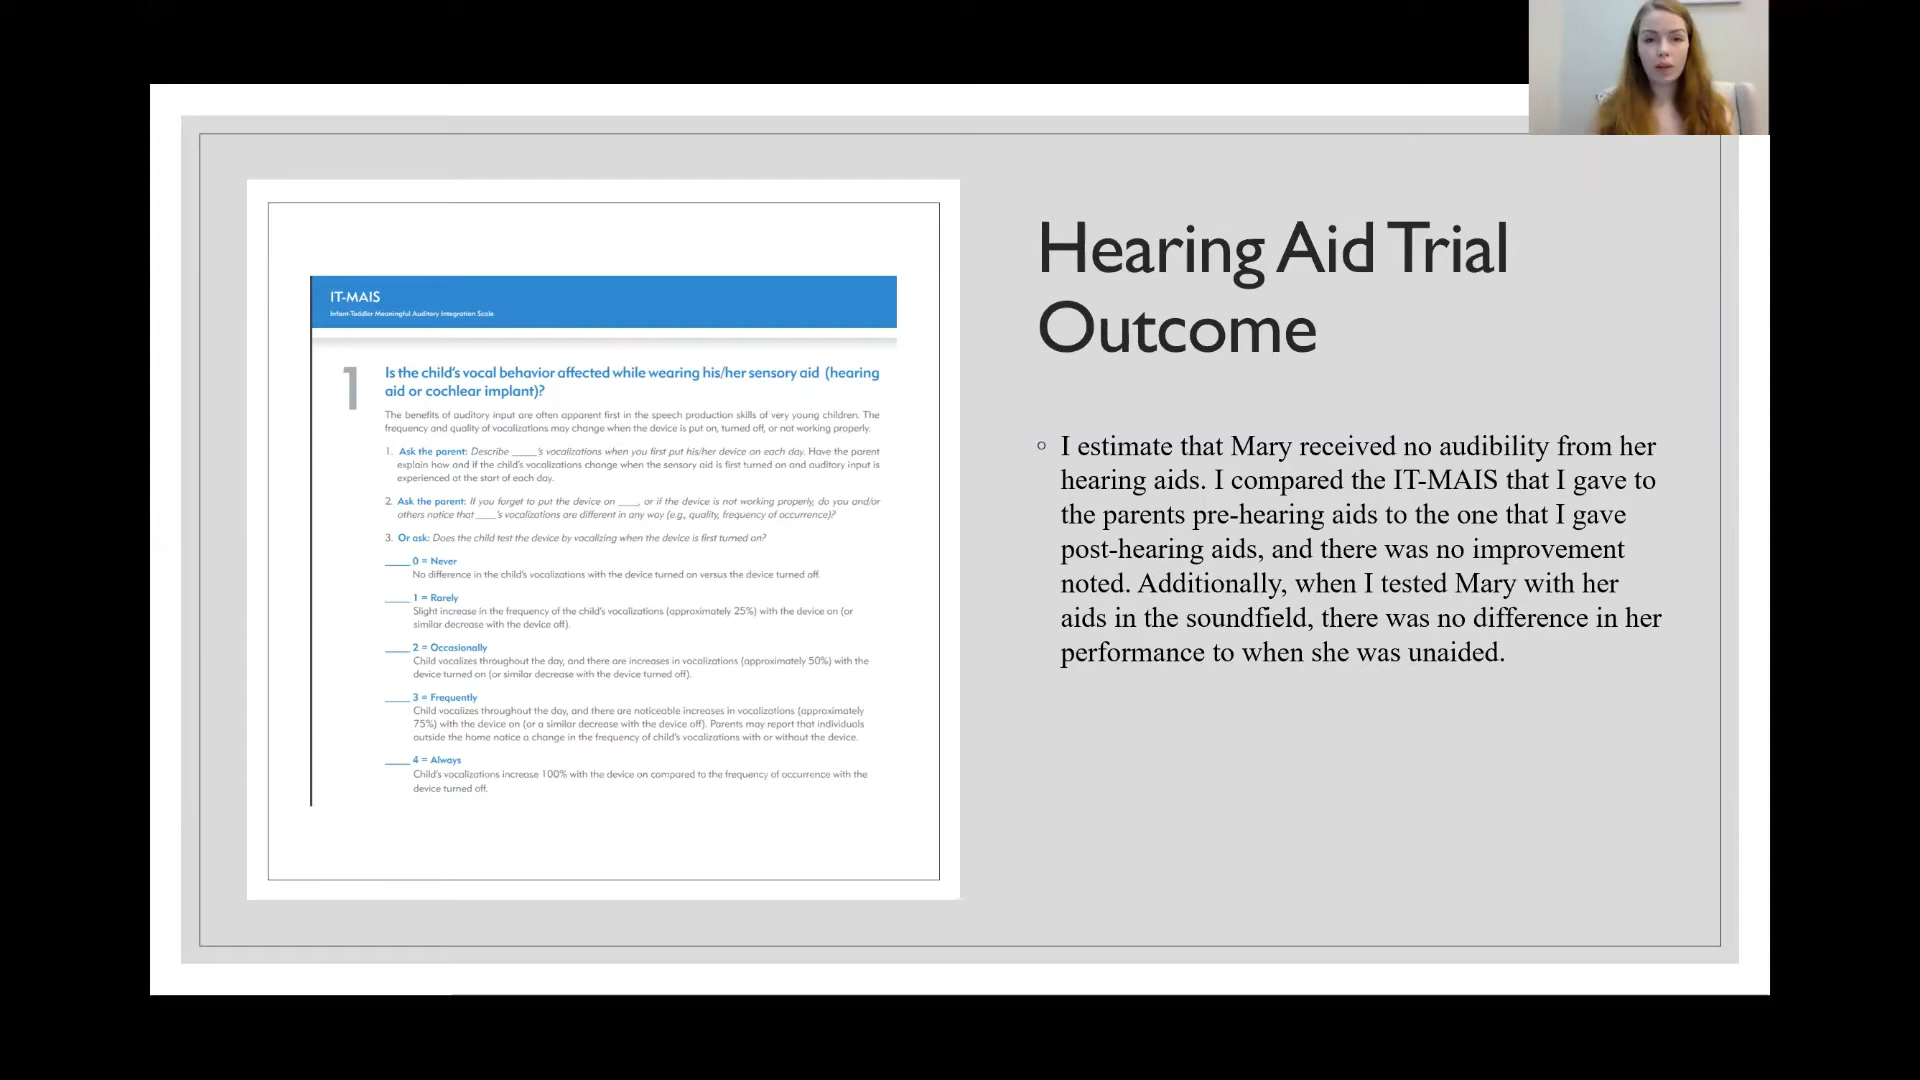 IT-MAIS
Infant-Toddler Meaningful Auditory Integration Scale
1
Is the child's vocal behavior affected while wearing his/her sensory aid (hearing
aid or cochlear implant)?
The benefits of auditory input are often apparent first in the speech production skills of very young children. The
frequency and quality of vocalizations may change when the device is put on, turned off, or not working properly.
1. Ask the parent: Describe _____'s vocalizations when you first put his/her device on each day. Have the parent
explain how and if the child's vocalizations change when the sensory aid is first turned on and auditory input is
experienced at the start of each day.
2. Ask the parent: If you forget to put the device on ____, or if the device is not working properly, do you and/or
others notice that ____'s vocalizations are different in any way (e.g., quality, frequency of occurrence)?
3. Or ask: Does the child test the device by vocalizing when the device is first turned on?
_____ 0 = Never
No difference in the child's vocalizations with the device turned on versus the device turned off.
_____ 1 = Rarely
Slight increase in the frequency of the child's vocalizations (approximately 25%) with the device on (or
similar decrease with the device off).
_____ 2 = Occasionally
Child vocalizes throughout the day, and there are increases in vocalizations (approximately 50%) with the
device turned on (or similar decrease with the device turned off).
_____ 3 = Frequently
Child vocalizes throughout the day, and there are noticeable increases in vocalizations (approximately
75%) with the device on (or a similar decrease with the device off). Parents may report that individuals
outside the home notice a change in the frequency of child's vocalizations with or without the device.
_____ 4 = Always
Child's vocalizations increase 100% with the device on compared to the frequency of occurrence with the
device turned off.
Hearing Aid Trial
Outcome
◦ I estimate that Mary received no audibility from her
hearing aids. I compared the IT-MAIS that I gave to
the parents pre-hearing aids to the one that I gave
post-hearing aids, and there was no improvement
noted. Additionally, when I tested Mary with her
aids in the soundfield, there was no difference in her
performance to when she was unaided.